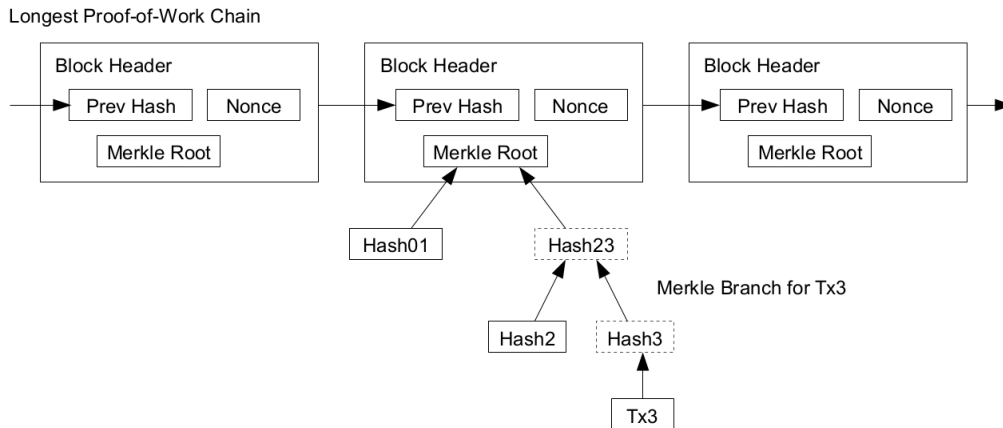 Longest Proof-of-Work Chain
Block Header
Prev Hash
Nonce
Merkle Root
Block Header
Prev Hash
Nonce
Merkle Root
Block Header
Prev Hash
Nonce
Merkle Root
Hash01
Hash23
Merkle Branch for Tx3
Hash2
Hash3
Tx3